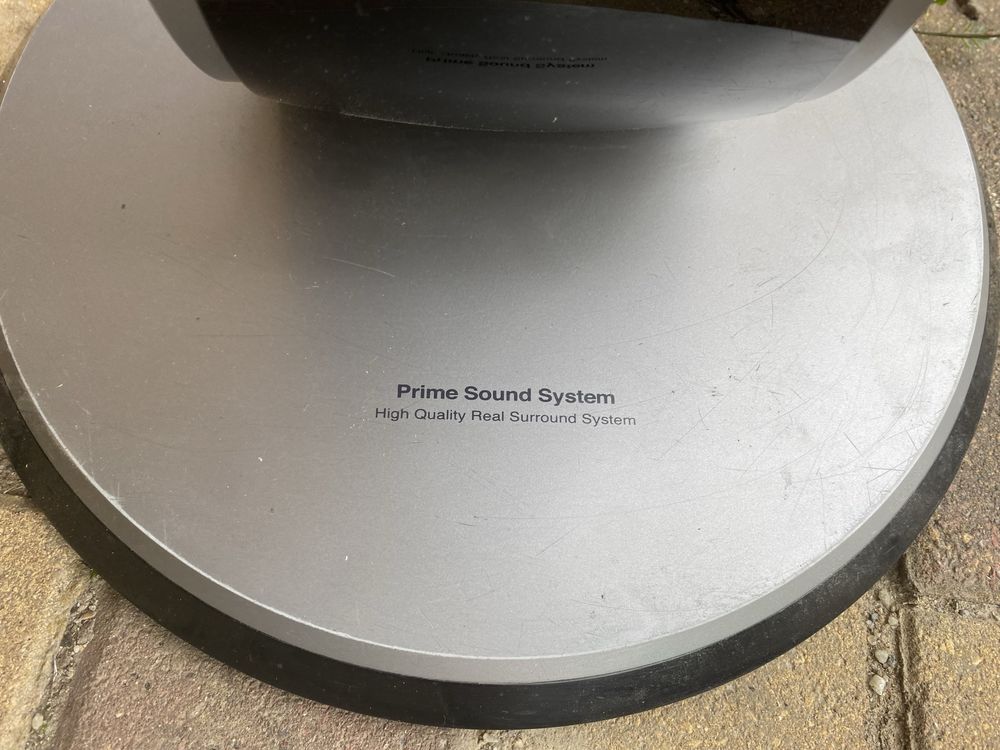 Prime Sound System
High Quality Real Surround System